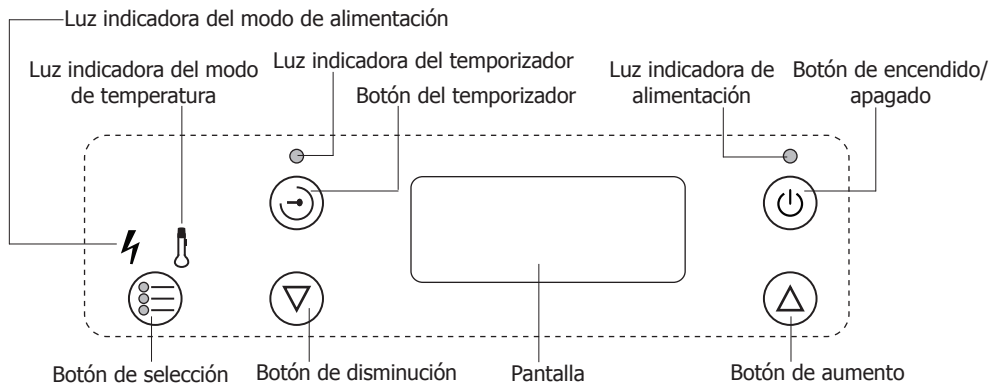 Luz indicadora del modo de alimentación
Luz indicadora del modo
de temperatura
Luz indicadora del temporizador
Botón del temporizador
Luz indicadora de
alimentación
Botón de encendido/
apagado
Botón de selección
Botón de disminución
Pantalla
Botón de aumento